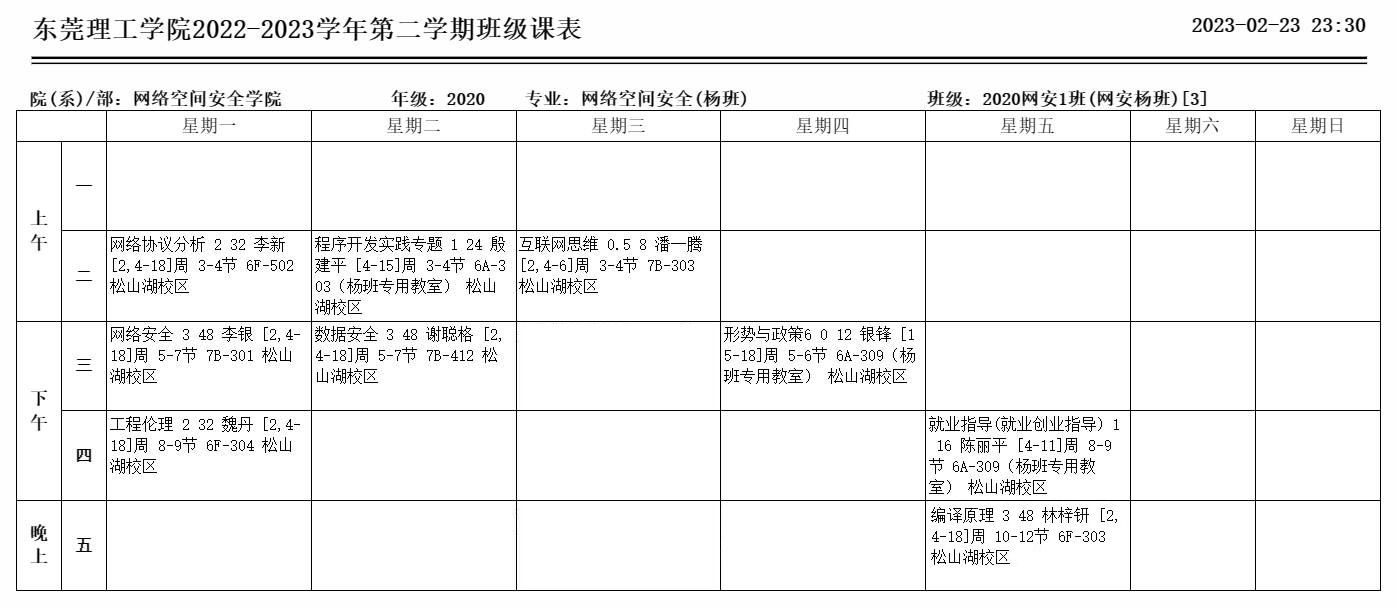 东莞理工学院2022-2023学年第二学期班级课表
2023-02-23 23:30
院(系)/部：网络空间安全学院 年级：2020 专业：网络空间安全(杨班) 班级：2020网安1班(网安杨班)[3]
星期一 星期二 星期三 星期四 星期五 星期六 星期日
上午
一
二
网络协议分析 2 32 李新
[2,4-18]周 3-4节 6F-502
松山湖校区
程序开发实践专题 1 24 殷
建平 [4-15]周 3-4节 6A-3
03（杨班专用教室） 松山
湖校区
互联网思维 0.5 8 潘一腾
[2,4-6]周 3-4节 7B-303
松山湖校区
下午
三
网络安全 3 48 李银 [2,4-
18]周 5-7节 7B-301 松山
湖校区
数据安全 3 48 谢聪格 [2,
4-18]周 5-7节 7B-412 松
山湖校区
形势与政策6 0 12 银锋 [1
5-18]周 5-6节 6A-309（杨
班专用教室） 松山湖校区
四
工程伦理 2 32 魏丹 [2,4-
18]周 8-9节 6F-304 松山
湖校区
就业指导(就业创业指导) 1
16 陈丽平 [4-11]周 8-9
节 6A-309（杨班专用教
室） 松山湖校区
晚上
五
编译原理 3 48 林梓钘 [2,
4-18]周 10-12节 6F-303
松山湖校区